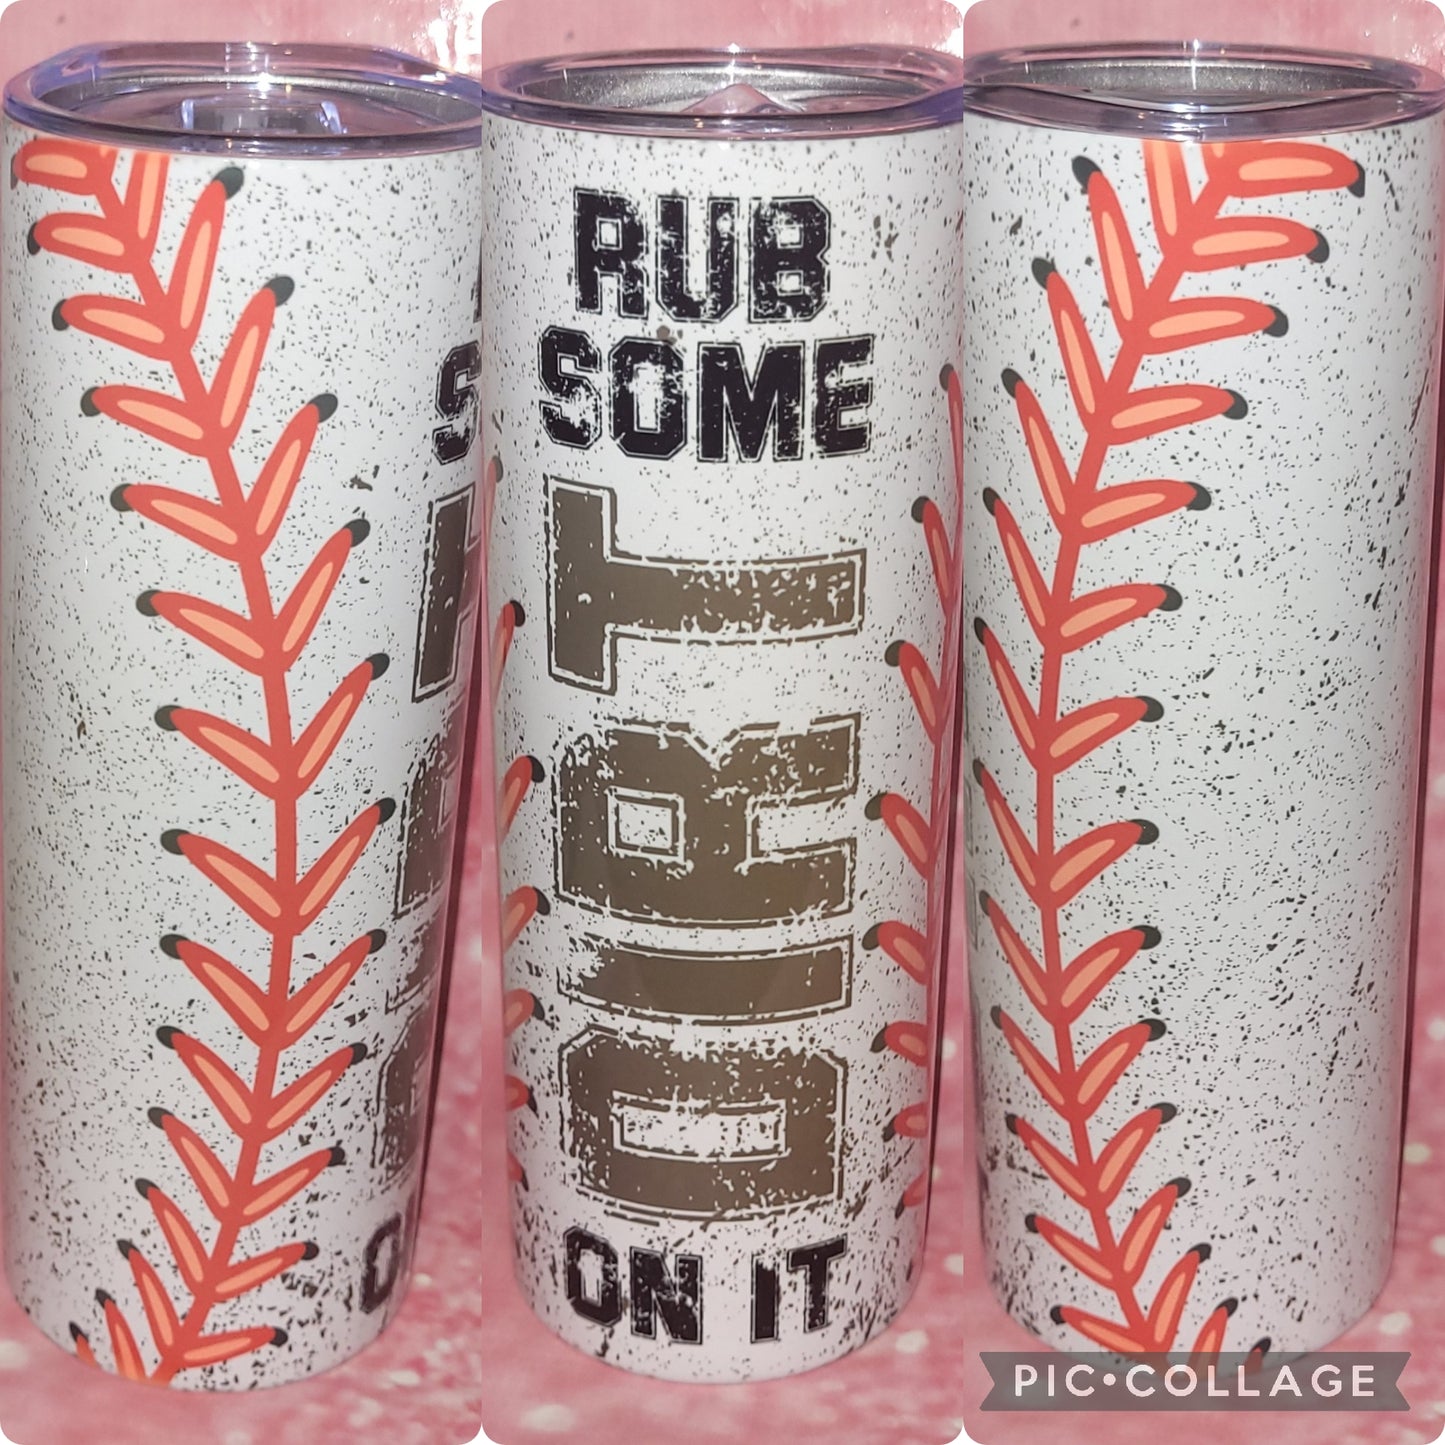 RUB
SOME
DIRT
ON IT
PIC•COLLAGE